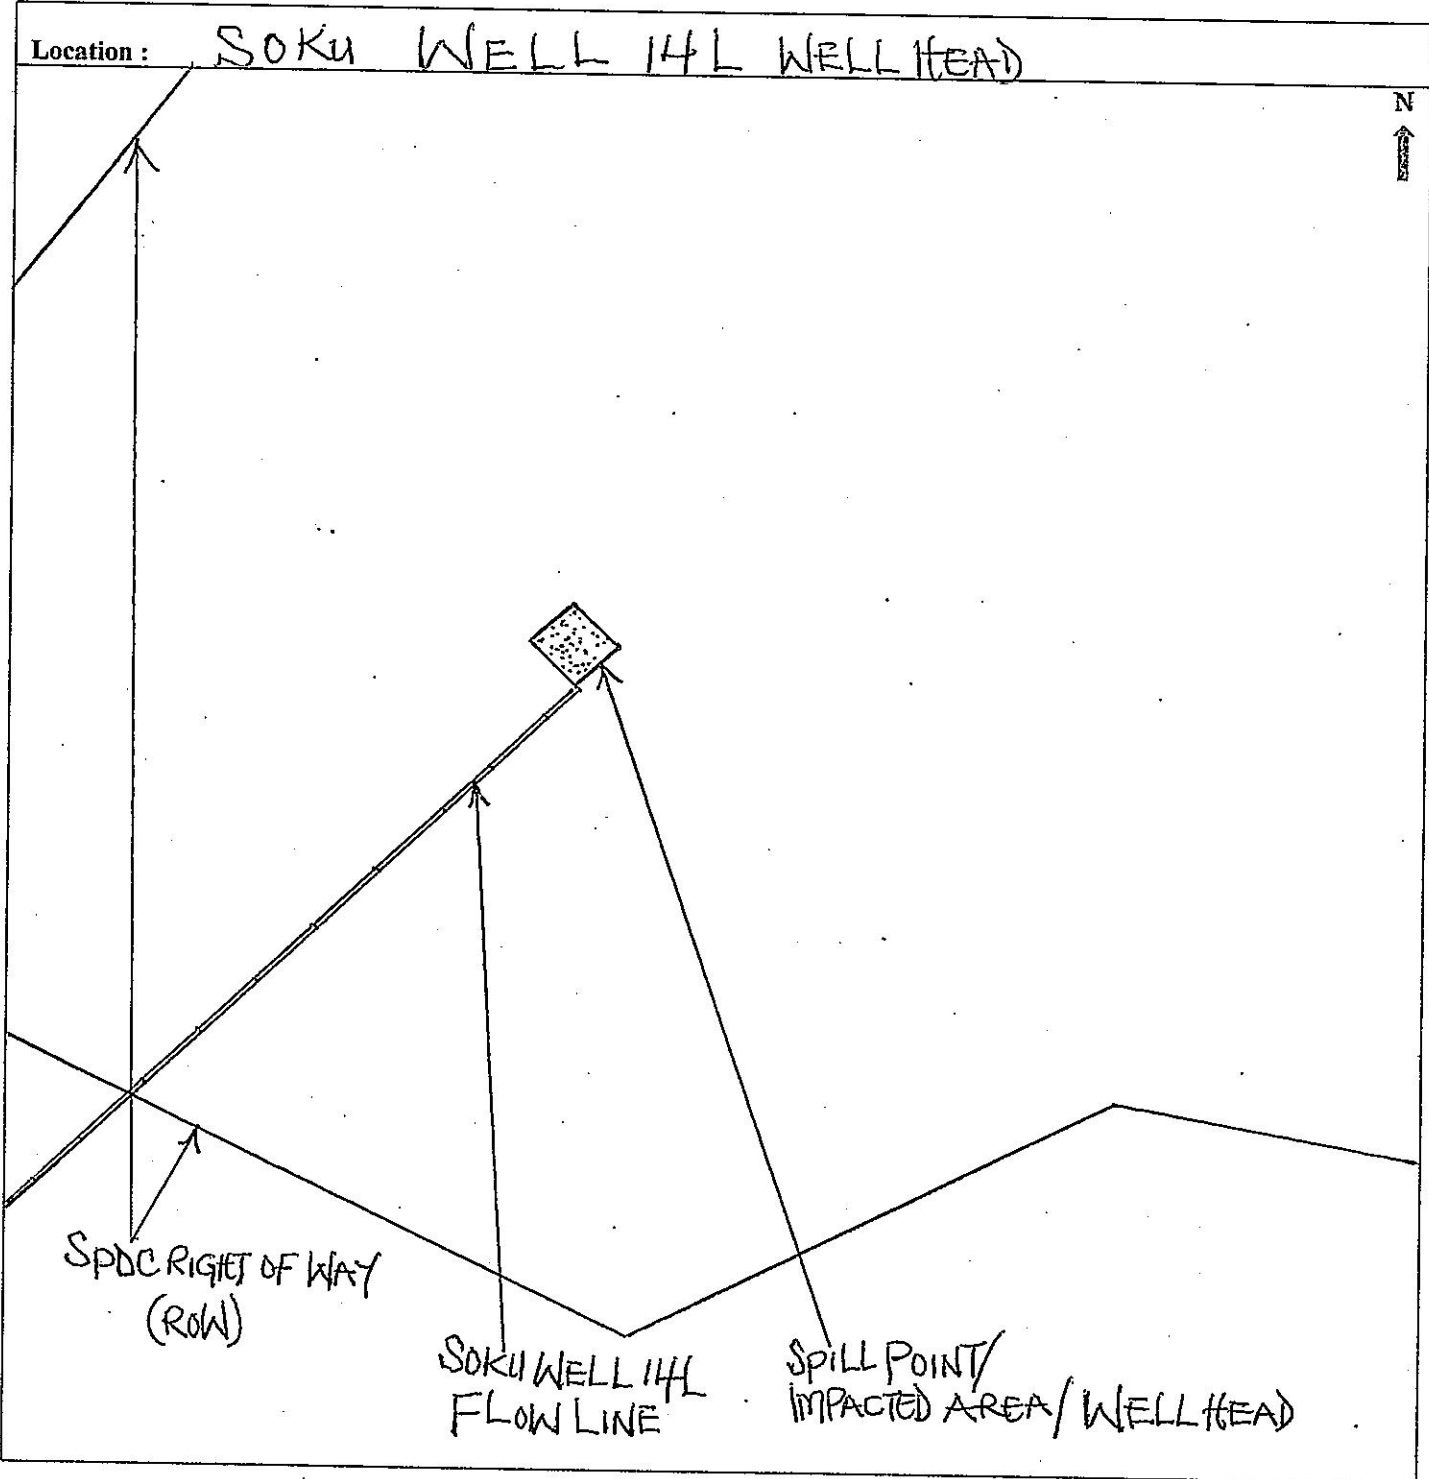 Location : SOKU WELL 14L WELL HEAD
N
SPDC RIGHT OF WAY
(ROW)
SOKU WELL 14L
FLOW LINE
SPILL POINT/
IMPACTED AREA/ WELL HEAD